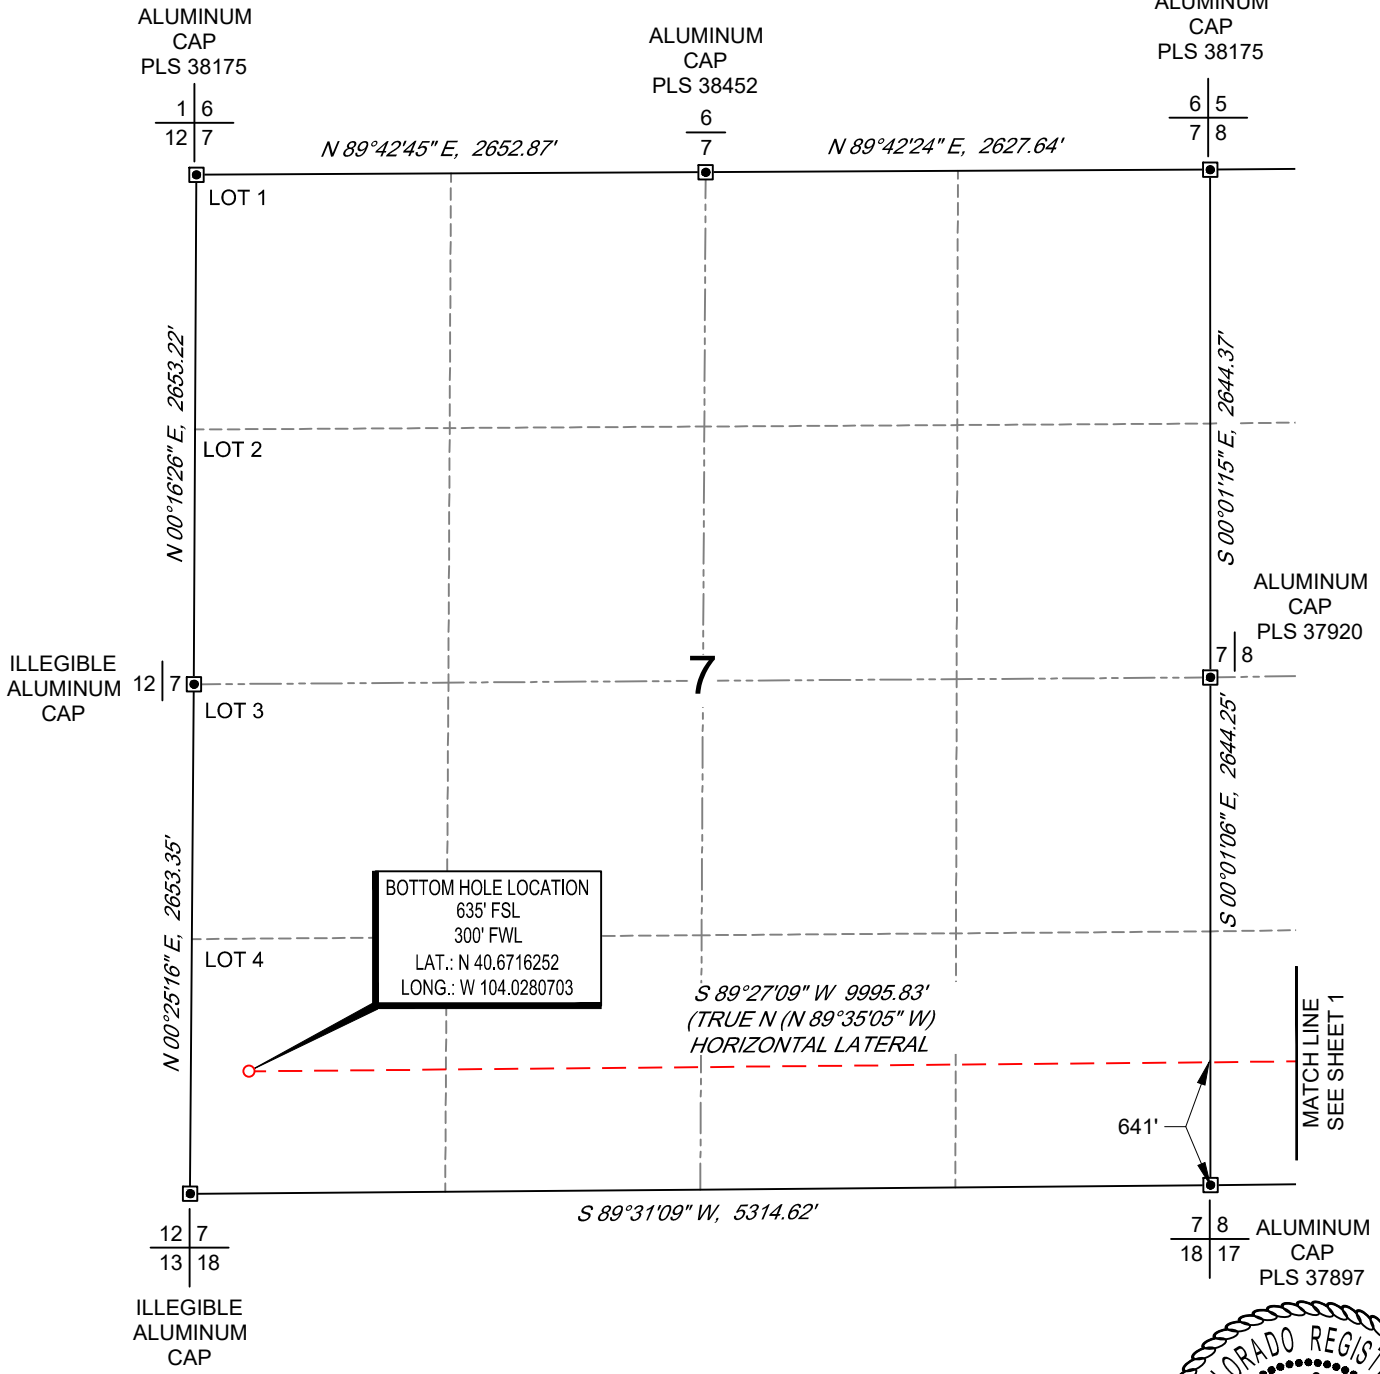 ALUMINUM
CAP
PLS 38175
ALUMINUM
CAP
PLS 38452
ALUMINUM
CAP
PLS 38175
1 6
12 7
6
7
6 5
7 8
N 89°42'45" E, 2652.87'
N 89°42'24" E, 2627.64'
LOT 1
N 00°16'26" E, 2653.22'
S 00°01'15" E, 2644.37'
LOT 2
ALUMINUM
CAP
PLS 37920
7 8
ILLEGIBLE
ALUMINUM
CAP
12 7
7
LOT 3
N 00°25'16" E, 2653.35'
S 00°01'06" E, 2644.25'
BOTTOM HOLE LOCATION
635' FSL
300' FWL
LAT.: N 40.6716252
LONG.: W 104.0280703
LOT 4
S 89°27'09" W 9995.83'
(TRUE N (N 89°35'05" W)
HORIZONTAL LATERAL
MATCH LINE
SEE SHEET 1
641'
S 89°31'09" W, 5314.62'
12 7
13 18
ILLEGIBLE
ALUMINUM
CAP
7 8
18 17
ALUMINUM
CAP
PLS 37897
ORADO REGIST